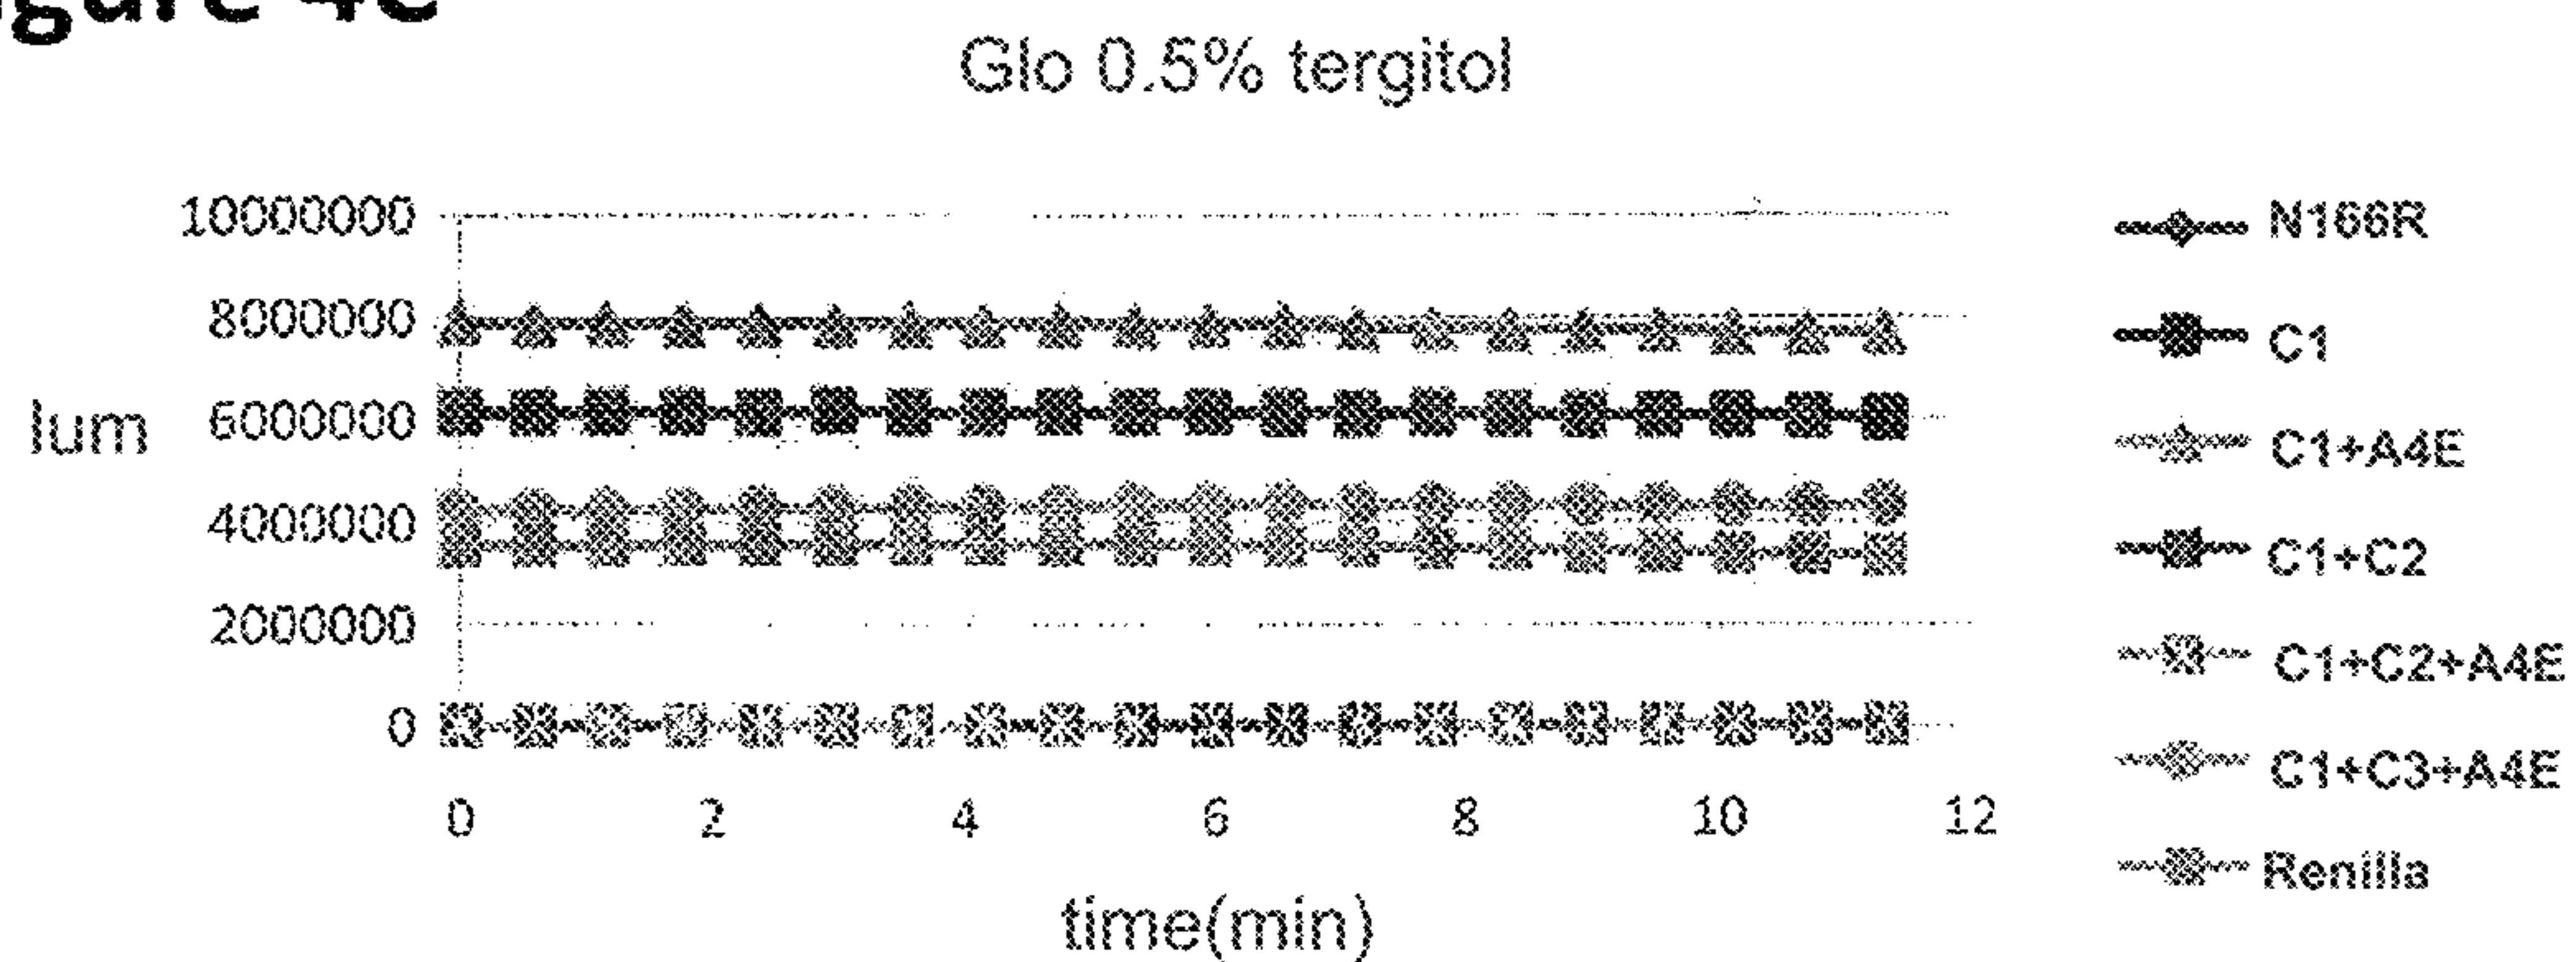 Glo 0.5% tergitol
10000000
8000000
6000000
4000000
2000000
0
lum
0 2 4 6 8 10 12
time(min)
N166R
C1
C1+A4E
C1+C2
C1+C2+A4E
C1+C3+A4E
Renilla